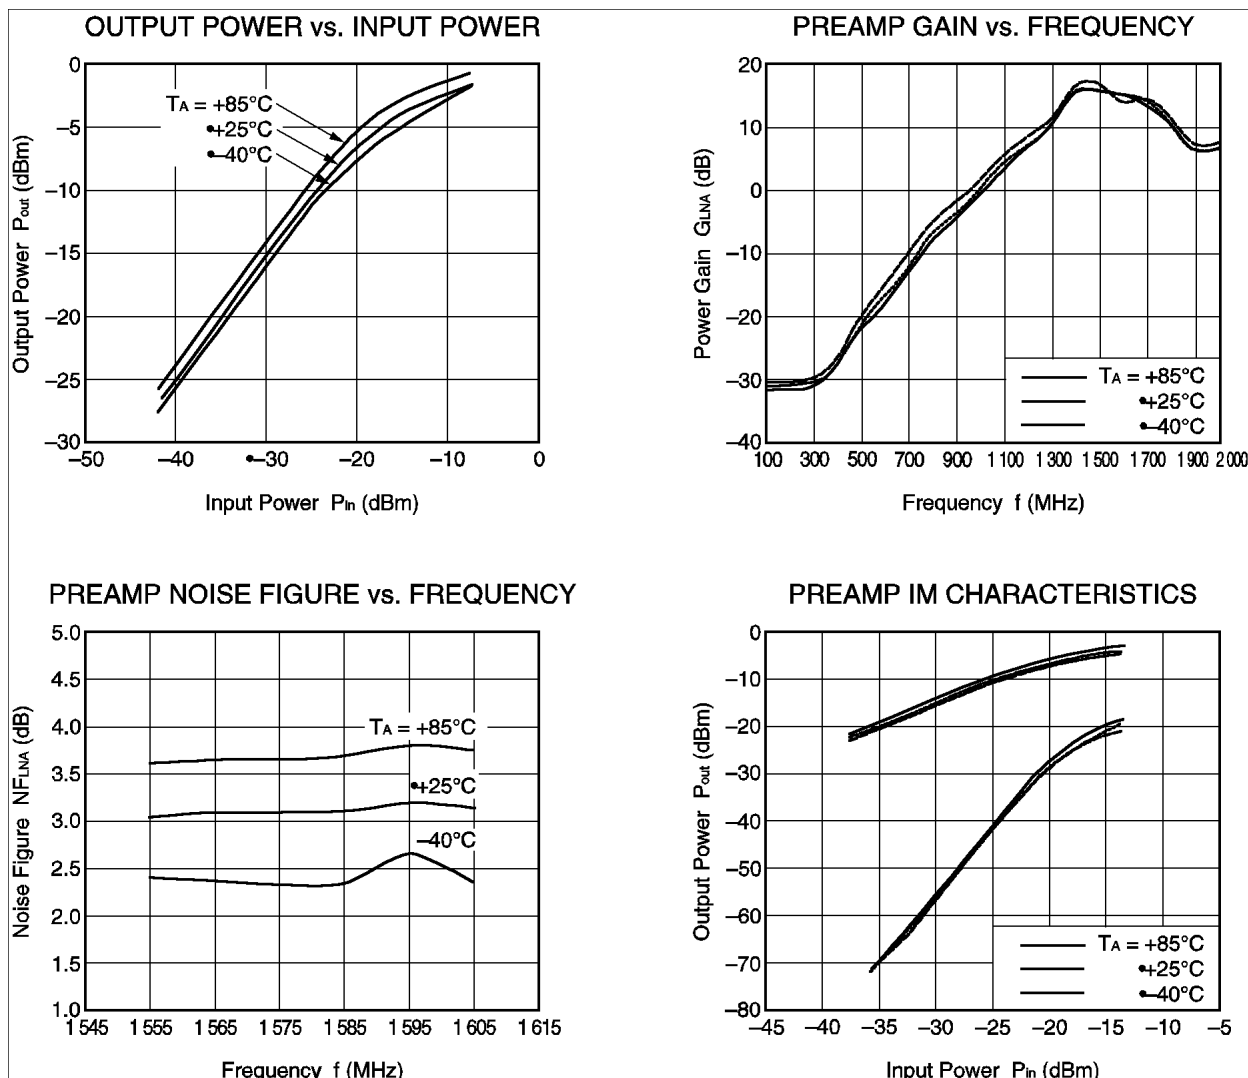 OUTPUT POWER vs. INPUT POWER
0
–5
–10
–15
–20
–25
–30
Output Power Pout (dBm)
TA = +85°C
+25°C
–40°C
–50
–40
–30
–20
–10
0
Input Power Pin (dBm)
PREAMP GAIN vs. FREQUENCY
20
10
0
–10
–20
–30
–40
Power Gain GLNA (dB)
TA = +85°C
+25°C
–40°C
100
300
500
700
900
1 100
1 300
1 500
1 700
1 900
2 000
Frequency f (MHz)
PREAMP NOISE FIGURE vs. FREQUENCY
5.0
4.5
4.0
3.5
3.0
2.5
2.0
1.5
1.0
Noise Figure NFLNA (dB)
TA = +85°C
+25°C
–40°C
1 545
1 555
1 565
1 575
1 585
1 595
1 605
1 615
Frequency f (MHz)
PREAMP IM CHARACTERISTICS
0
–10
–20
–30
–40
–50
–60
–70
–80
Output Power Pout (dBm)
TA = +85°C
+25°C
–40°C
–45
–40
–35
–30
–25
–20
–15
–10
–5
Input Power Pin (dBm)